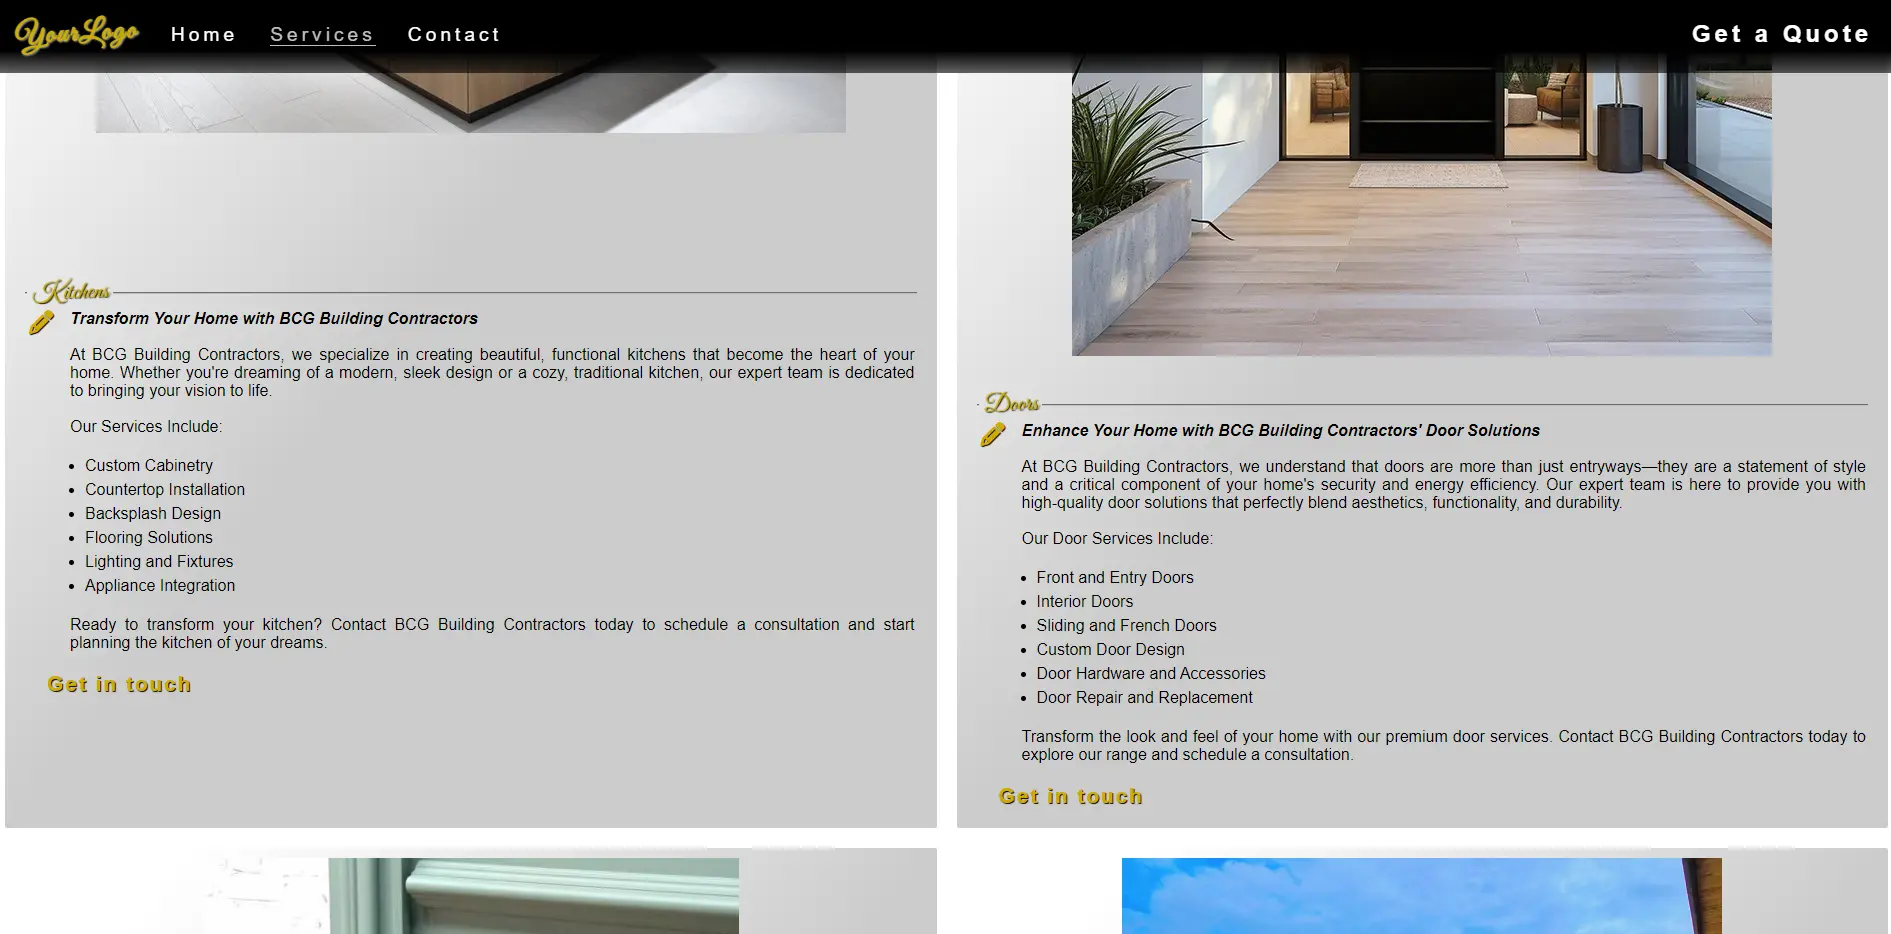 YourLogo Home Services Contact Get a Quote
Kitchens
Transform Your Home with BCG Building Contractors
At BCG Building Contractors, we specialize in creating beautiful, functional kitchens that become the heart of your
home. Whether you're dreaming of a modern, sleek design or a cozy, traditional kitchen, our expert team is dedicated
to bringing your vision to life.
Our Services Include:
Custom Cabinetry
Countertop Installation
Backsplash Design
Flooring Solutions
Lighting and Fixtures
Appliance Integration
Ready to transform your kitchen? Contact BCG Building Contractors today to schedule a consultation and start
planning the kitchen of your dreams.
Get in touch
Doors
Enhance Your Home with BCG Building Contractors' Door Solutions
At BCG Building Contractors, we understand that doors are more than just entryways—they are a statement of style
and a critical component of your home's security and energy efficiency. Our expert team is here to provide you with
high-quality door solutions that perfectly blend aesthetics, functionality, and durability.
Our Door Services Include:
Front and Entry Doors
Interior Doors
Sliding and French Doors
Custom Door Design
Door Hardware and Accessories
Door Repair and Replacement
Transform the look and feel of your home with our premium door services. Contact BCG Building Contractors today to
explore our range and schedule a consultation.
Get in touch